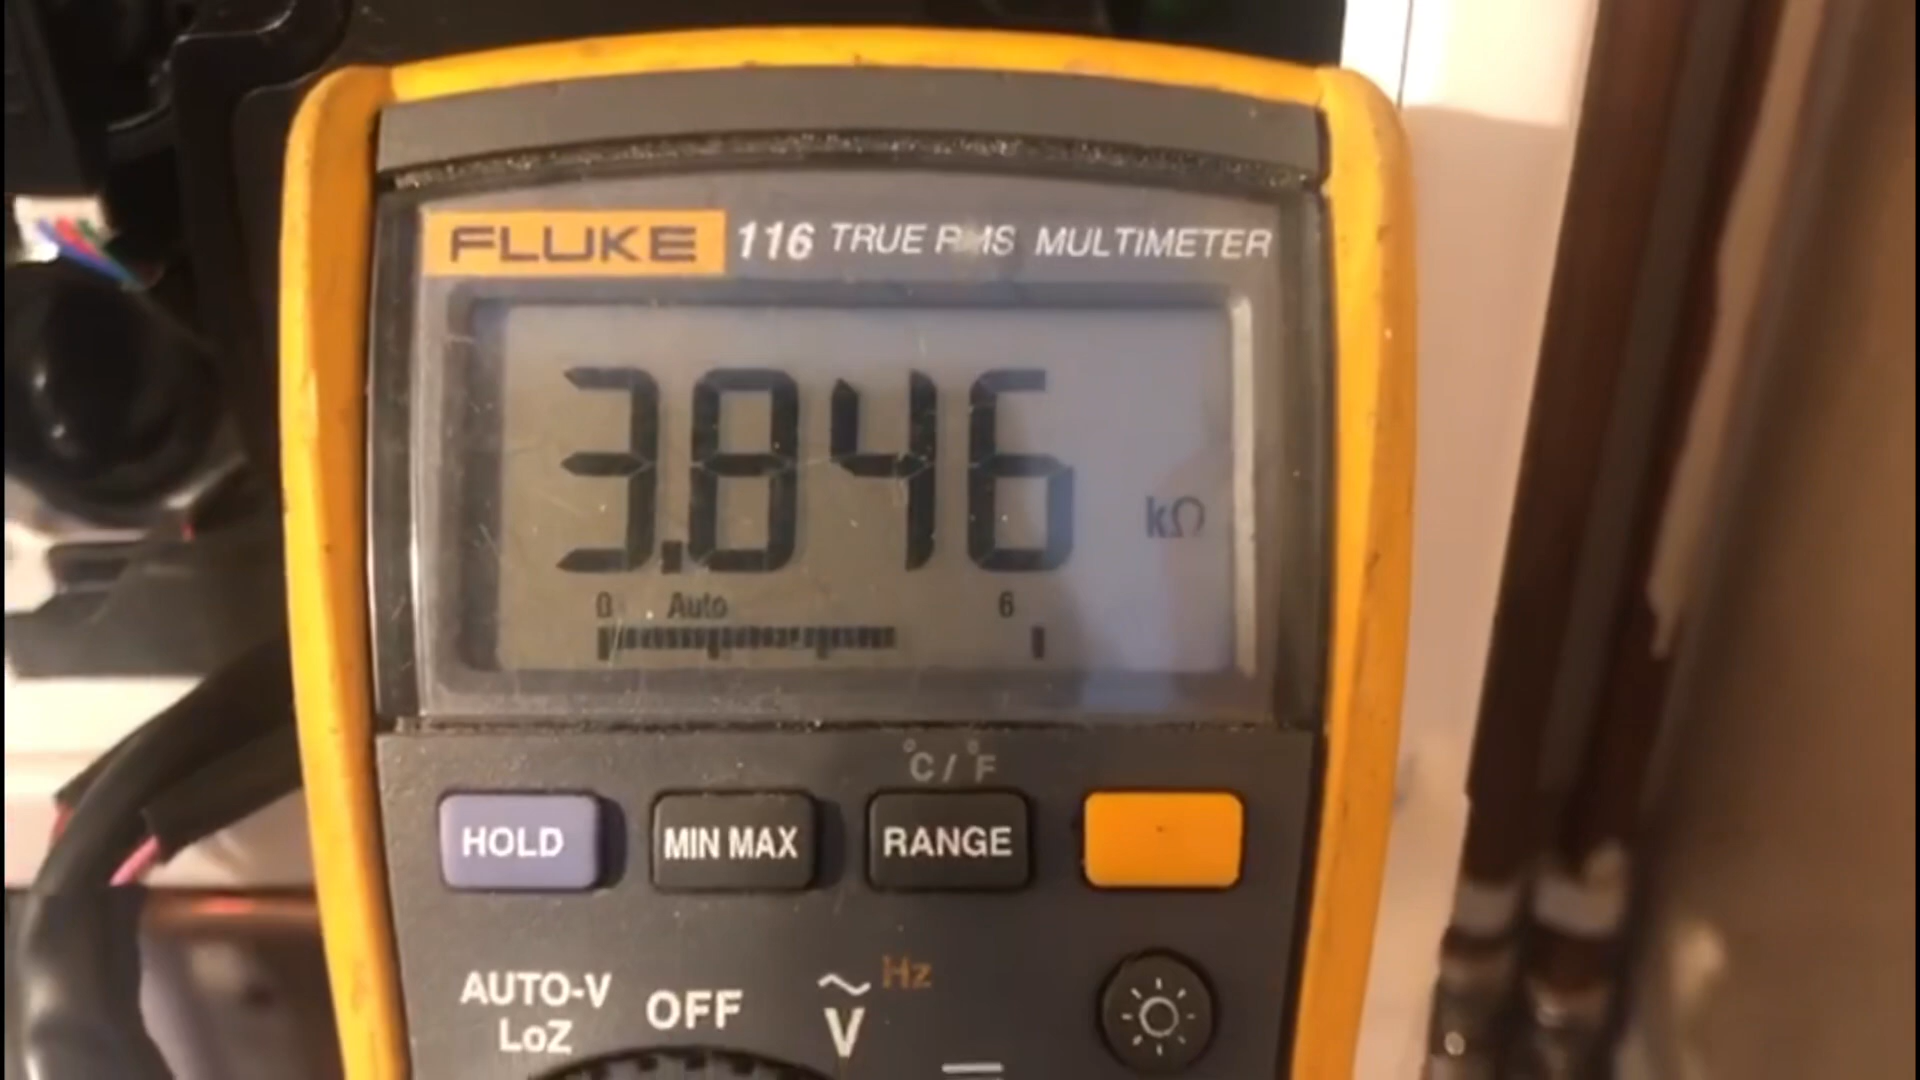 FLUKE 116 TRUE RMS MULTIMETER
3.846 kΩ
0 Auto 6
°C/°F
HOLD MIN MAX RANGE
AUTO-V OFF Hz
LoZ V